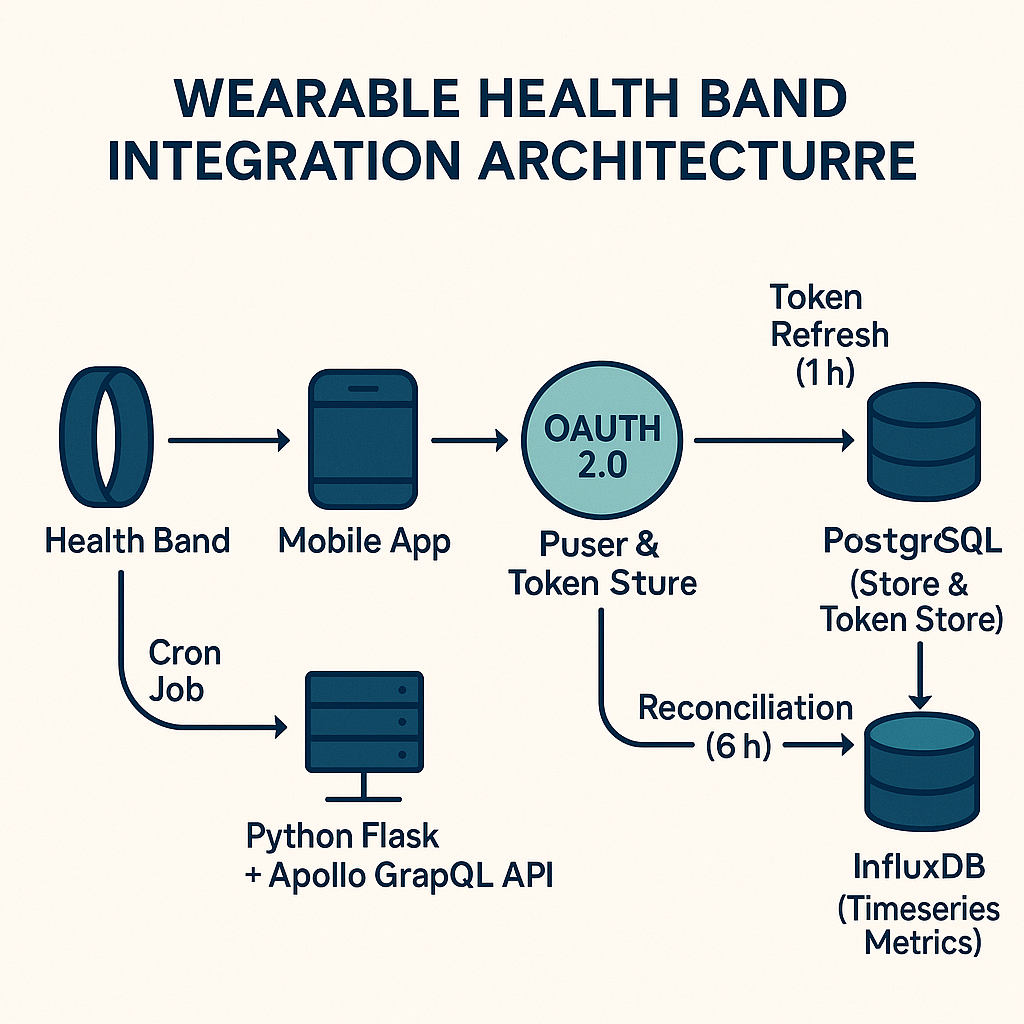 WEARABLE HEALTH BAND
INTEGRATION ARCHITECTURRE
Token
Refresh
(1 h)
OAUTH
2.0
Health Band
Mobile App
Puser &
Token Sture
PostgrSQL
(Store &
Token Store)
Cron
Job
Reconciliation
(6 h)
Python Flask
+ Apollo GrapQL API
InfluxDB
(Timeseries
Metrics)